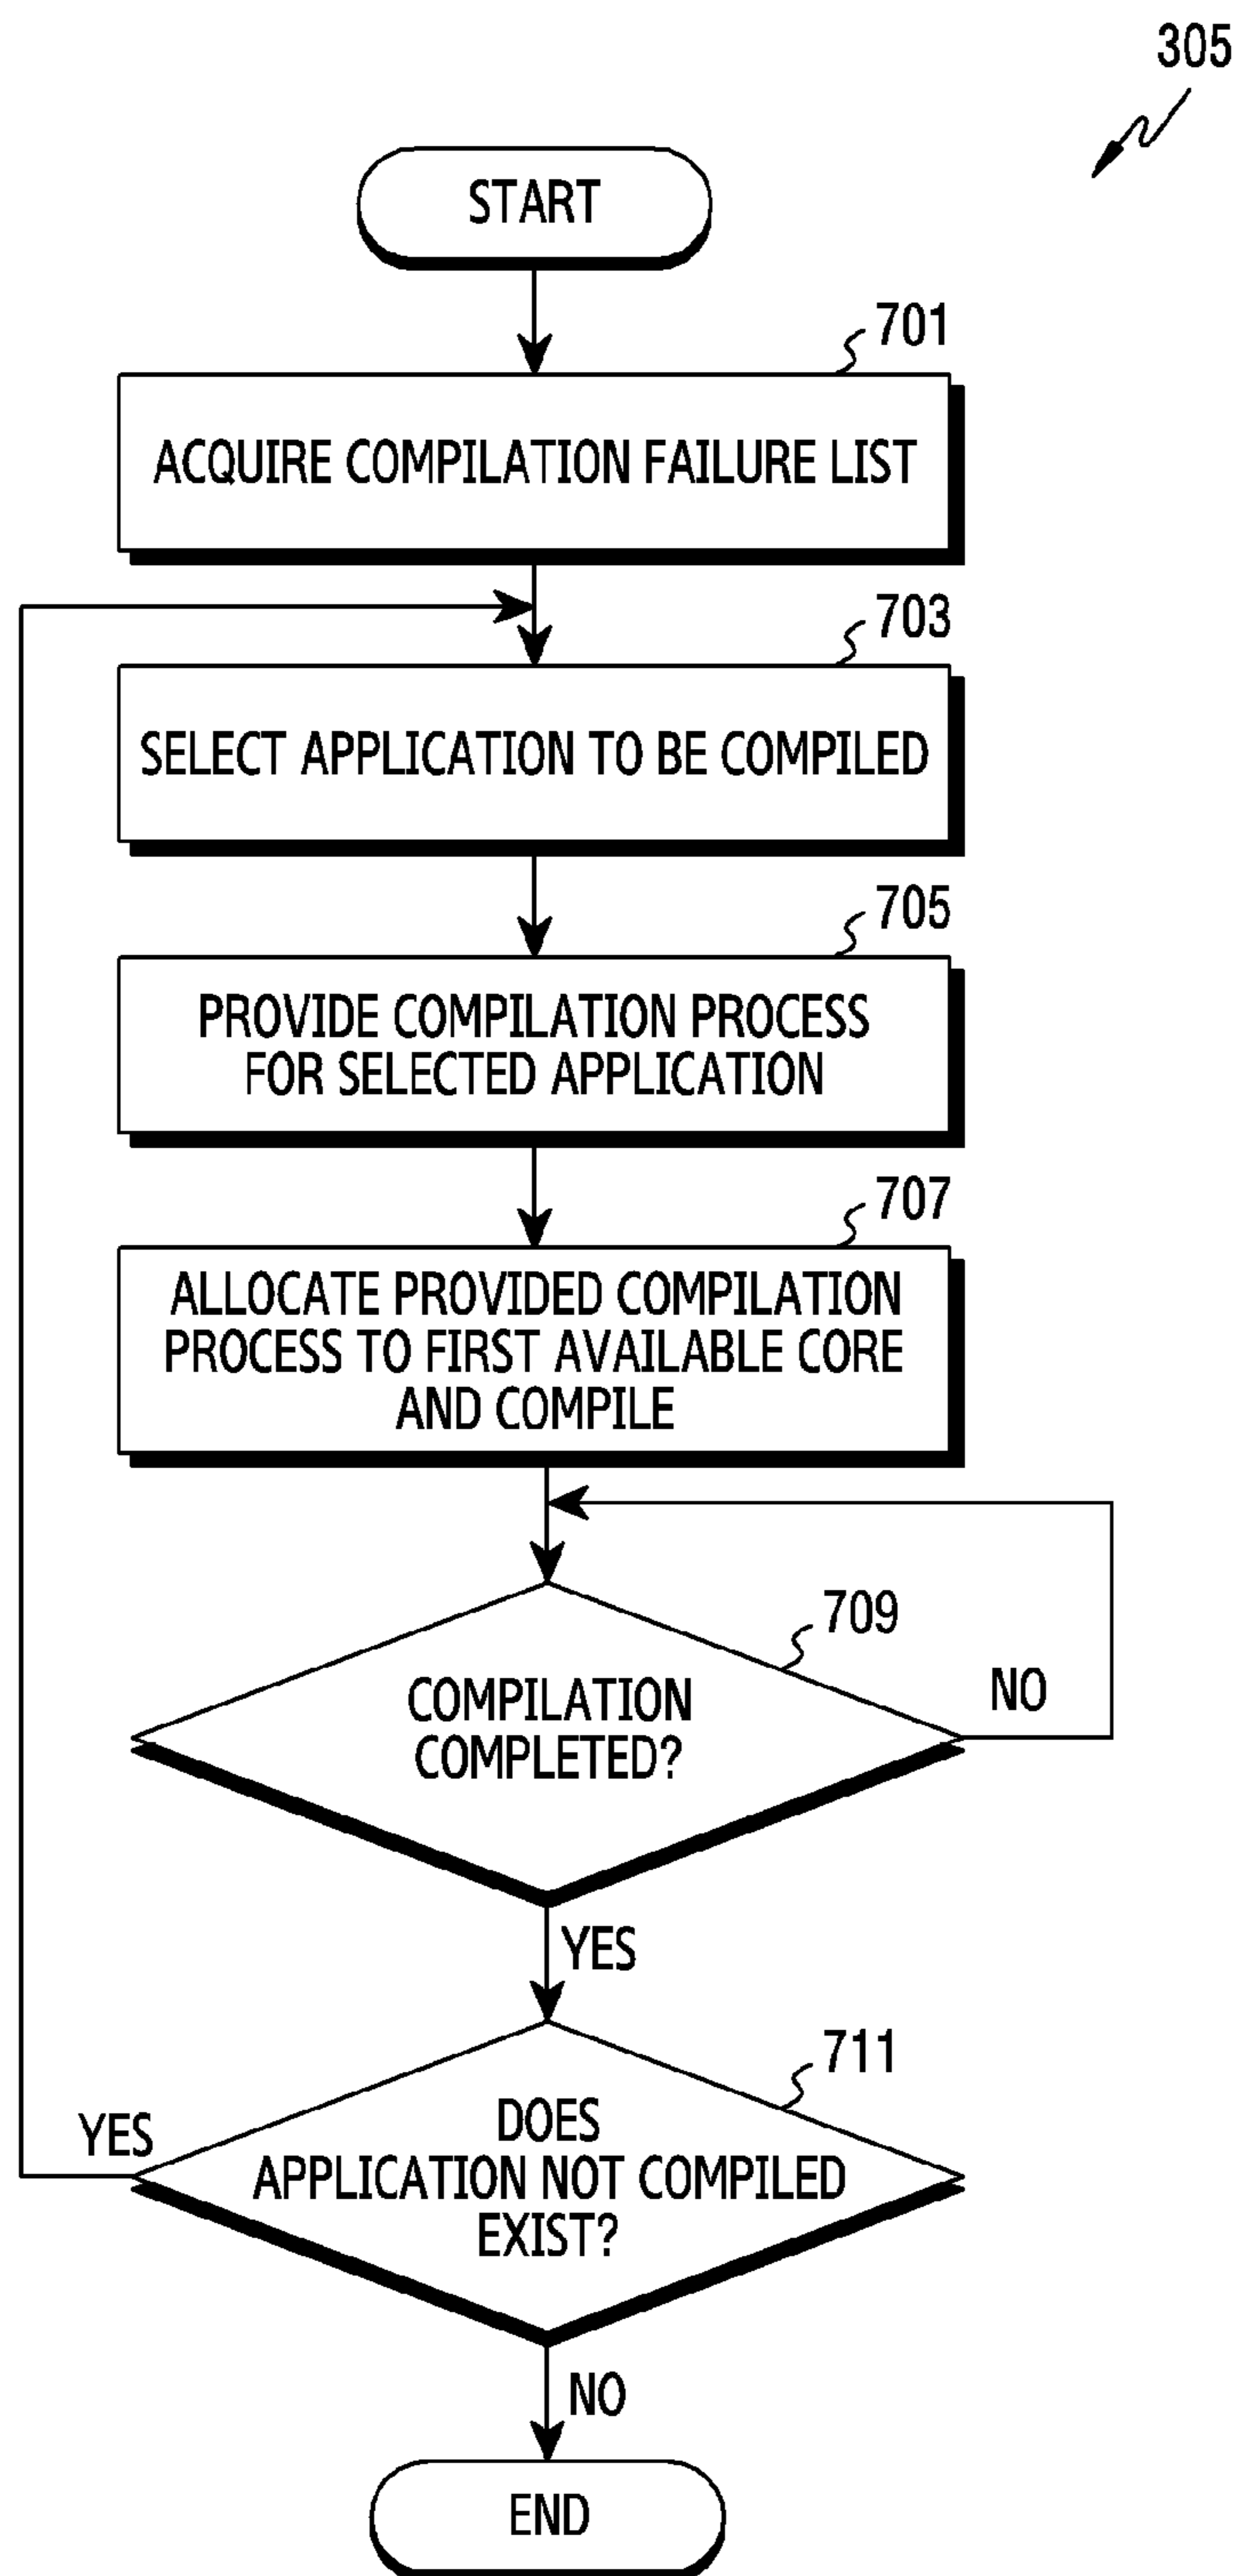 305
START
701
ACQUIRE COMPILATION FAILURE LIST
703
SELECT APPLICATION TO BE COMPILED
705
PROVIDE COMPILATION PROCESS
FOR SELECTED APPLICATION
707
ALLOCATE PROVIDED COMPILATION
PROCESS TO FIRST AVAILABLE CORE
AND COMPILE
709
COMPILATION
COMPLETED?
NO
YES
711
DOES
APPLICATION NOT COMPILED
EXIST?
YES
NO
END